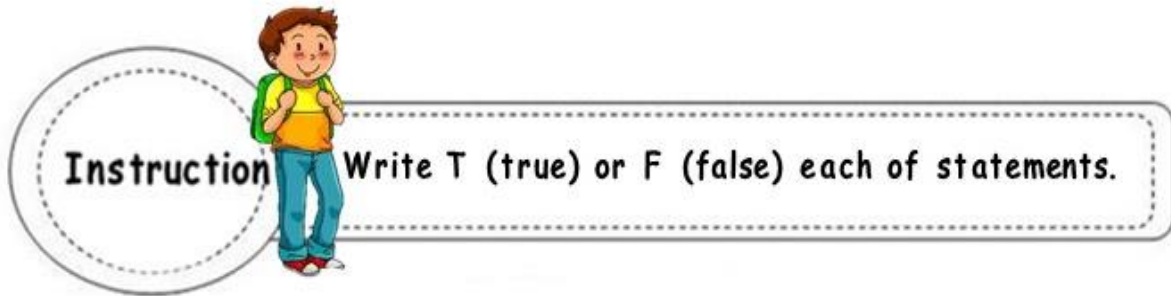 Instruction Write T (true) or F (false) each of statements.